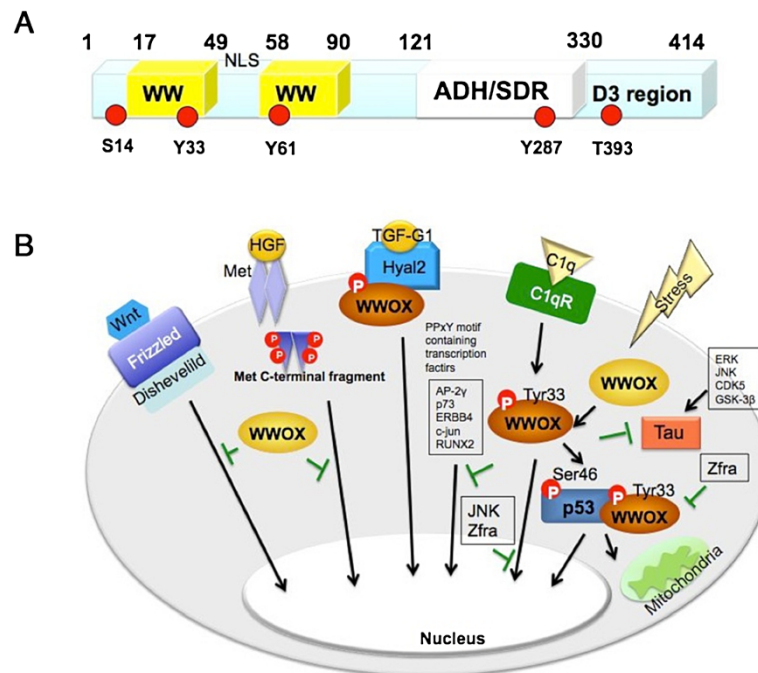 A
1 17 49 58 90 121 330 414
NLS
WW WW ADH/SDR D3 region
S14 Y33 Y61 Y287 T393
B
HGF
Met
TGF-G1
Hyal2
P
WWOX
C1q
C1qR
Stress
Wnt
Frizzled
Dishevelild
P P
P P
Met C-terminal fragment
PPxY motif
containing
transcription
factirs
AP-2γ
p73
ERBB4
c-jun
RUNX2
WWOX
P Tyr33
WWOX
WWOX
ERK
JNK
CDK5
GSK-3β
Tau
Zfra
JNK
Zfra
Ser46
P
p53
P Tyr33
WWOX
Mitochondria
Nucleus